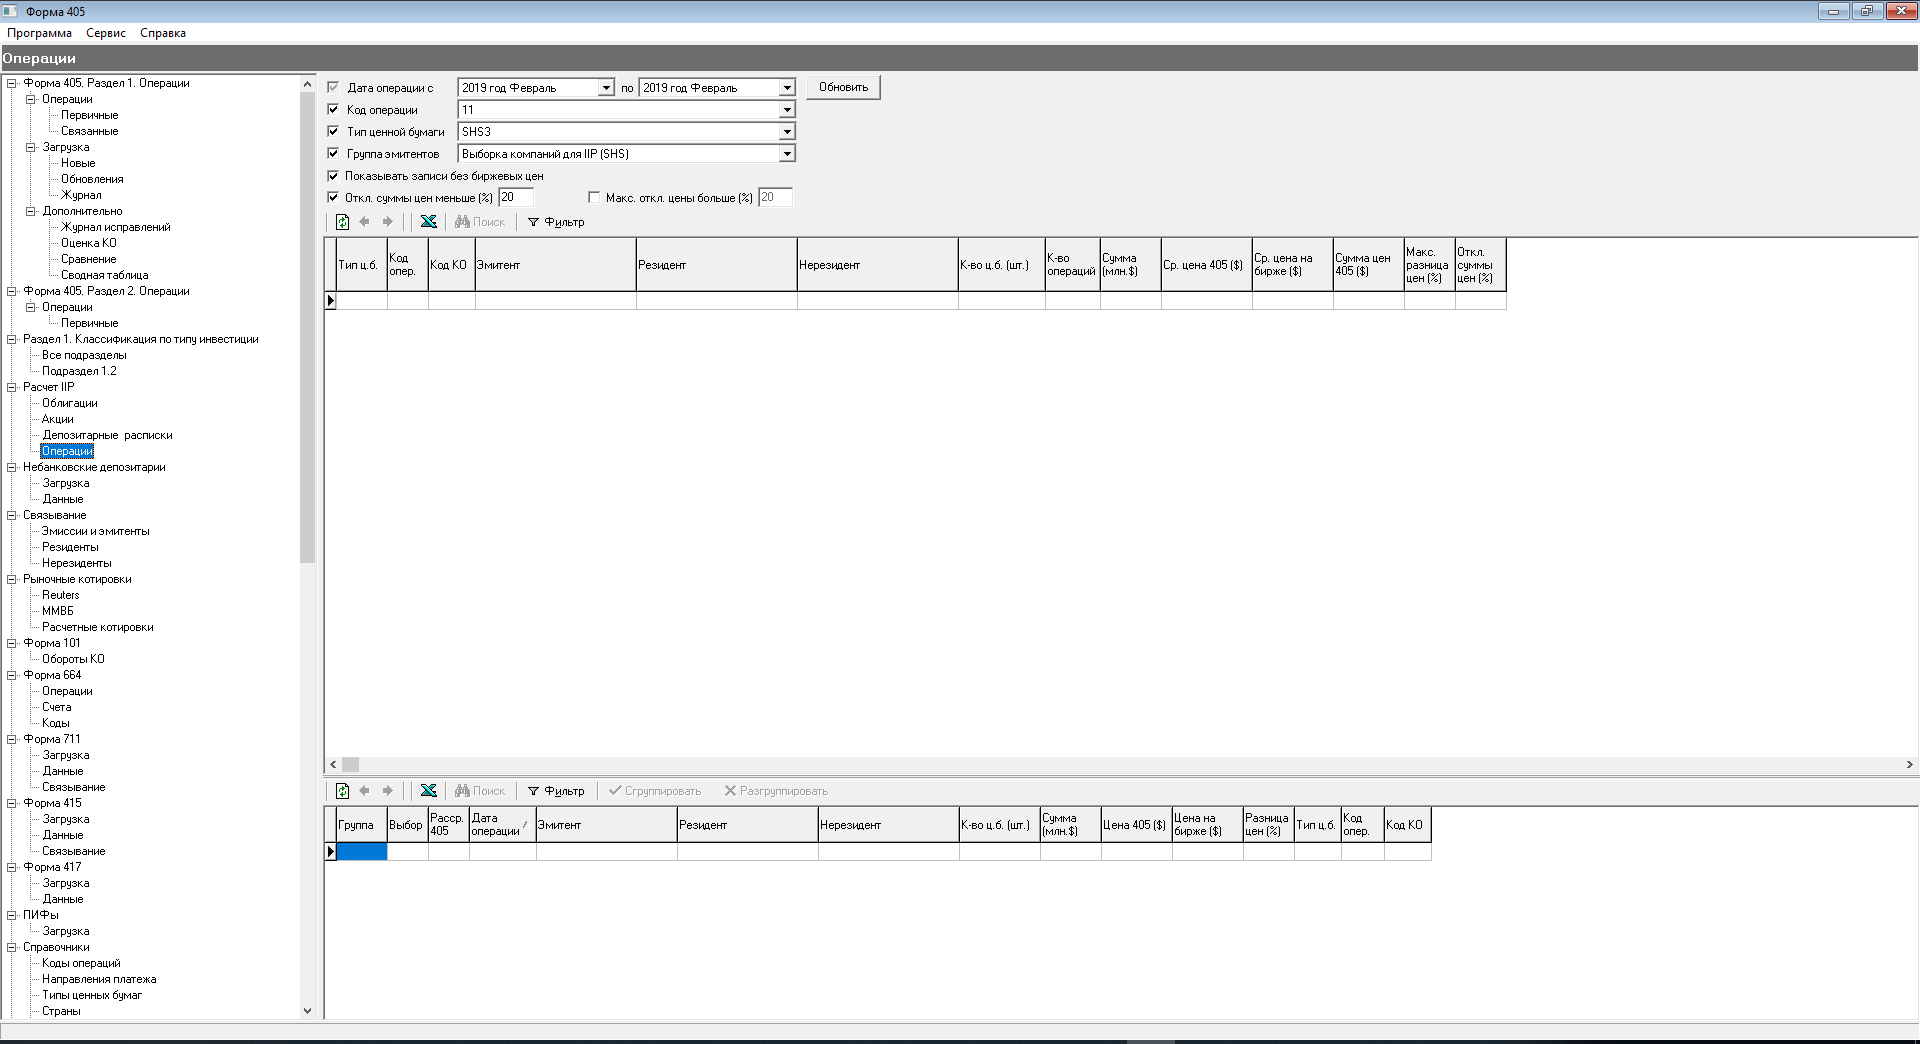 Форма 405
Программа Сервис Справка
Операции
Форма 405. Раздел 1. Операции
Операции
Первичные
Связанные
Загрузка
Новые
Обновления
Журнал
Дополнительно
Журнал исправлений
Оценка КО
Сравнение
Сводная таблица
Форма 405. Раздел 2. Операции
Операции
Первичные
Раздел 1. Классификация по типу инвестиции
Все подразделы
Подраздел 1.2
Расчет IIP
Облигации
Акции
Депозитарные расписки
Операции
Небанковские депозитарии
Загрузка
Данные
Связывание
Эмиссии и эмитенты
Резиденты
Нерезиденты
Рыночные котировки
Reuters
ММВБ
Расчетные котировки
Форма 101
Обороты КО
Форма 664
Операции
Счета
Коды
Форма 711
Загрузка
Данные
Связывание
Форма 415
Загрузка
Данные
Связывание
Форма 417
Загрузка
Данные
ПИФы
Загрузка
Справочники
Коды операций
Направления платежа
Типы ценных бумаг
Страны
Дата операции с 2019 год Февраль по 2019 год Февраль Обновить
Код операции 11
Тип ценной бумаги SHS3
Группа эмитентов Выборка компаний для IIP (SHS)
Показывать записи без биржевых цен
Откл. суммы цен меньше (%) 20 Макс. откл. цены больше (%) 20
Поиск Фильтр
Тип ц.б. Код опер. Код КО Эмитент Резидент Нерезидент К-во ц.б. (шт.) К-во операций Сумма (млн.$) Ср. цена 405 ($) Ср. цена на бирже ($) Сумма цен 405 ($) Макс. разница цен (%) Откл. суммы цен (%)
Поиск Фильтр Сгруппировать Разгруппировать
Группа Выбор Расср. 405 Дата операции Эмитент Резидент Нерезидент К-во ц.б. (шт.) Сумма (млн.$) Цена 405 ($) Цена на бирже ($) Разница цен (%) Тип ц.б. Код опер. Код КО